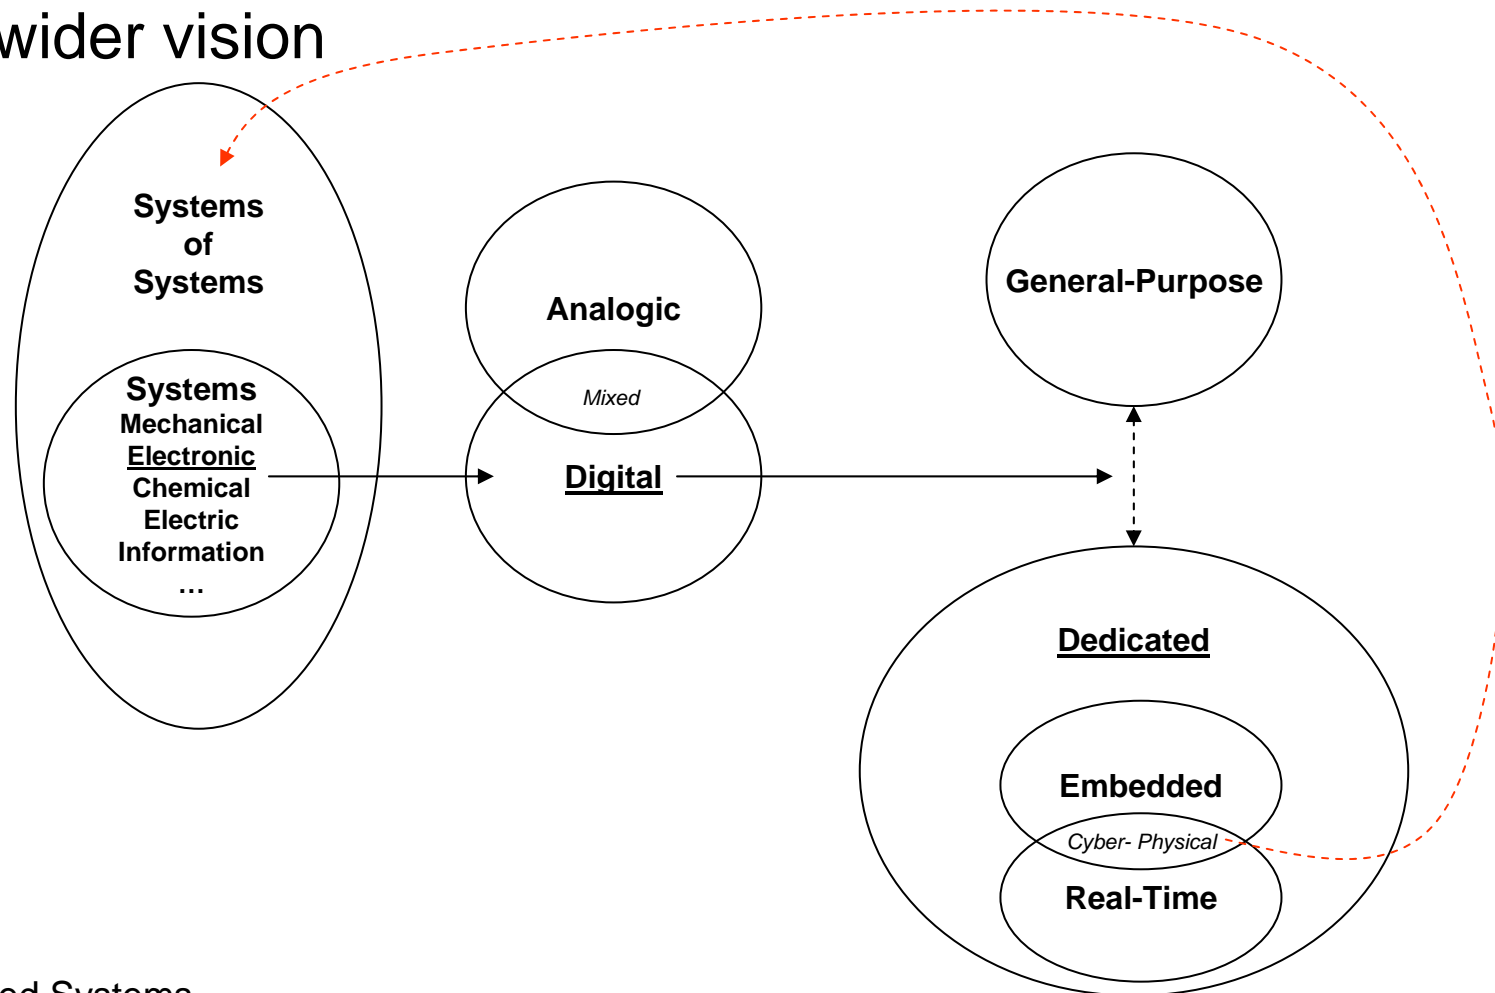 wider vision
Systems
of
Systems
Systems
Mechanical
Electronic
Chemical
Electric
Information
…
Analogic
Mixed
Digital
General-Purpose
Dedicated
Embedded
Cyber- Physical
Real-Time